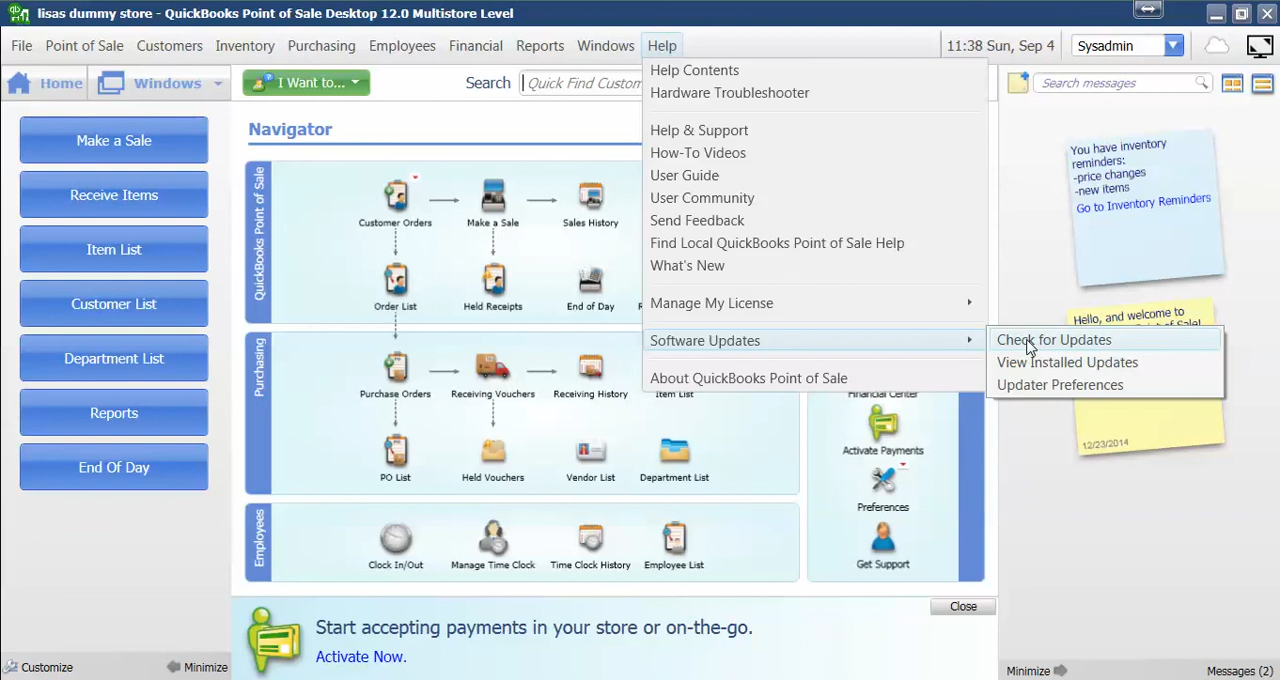 lisas dummy store - QuickBooks Point of Sale Desktop 12.0 Multistore Level
File Point of Sale Customers Inventory Purchasing Employees Financial Reports Windows Help
11:38 Sun, Sep 4 Sysadmin
Home Windows
I Want to...
Search Quick Find Custom
Search messages
Make a Sale
Receive Items
Item List
Customer List
Department List
Reports
End Of Day
Customize Minimize
Navigator
QuickBooks Point of Sale
Customer Orders Make a Sale Sales History
Order List Held Receipts End of Day
Purchasing
Purchase Orders Receiving Vouchers Receiving History Item List
PO List Held Vouchers Vendor List Department List
Employees
Clock In/Out Manage Time Clock Time Clock History Employee List
Financial Center
Activate Payments
Preferences
Get Support
Help Contents
Hardware Troubleshooter
Help & Support
How-To Videos
User Guide
User Community
Send Feedback
Find Local QuickBooks Point of Sale Help
What's New
Manage My License
Software Updates
About QuickBooks Point of Sale
Check for Updates
View Installed Updates
Updater Preferences
You have inventory
reminders:
-price changes
-new items
Go to Inventory Reminders
Hello, and welcome to
12/23/2014
Close
Start accepting payments in your store or on-the-go.
Activate Now.
Minimize Messages (2)